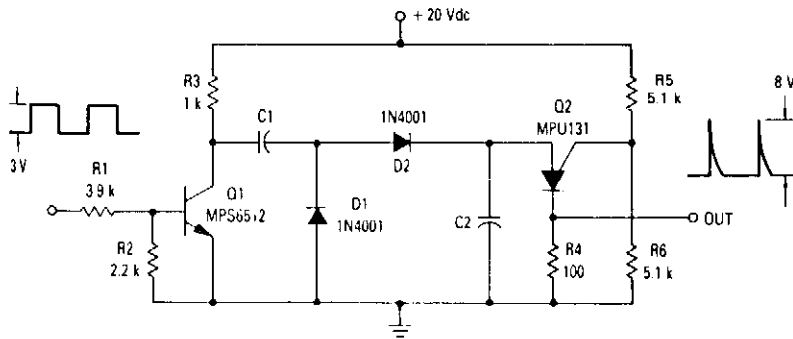 + 20 Vdc
R3
1 k
C1
1N4001
D2
Q2
MPU131
R5
5.1 k
8 V
3 V
R1
3.9 k
Q1
R2
2.2 k
D1
1N4001
C2
OUT
R4
100
R6
5.1 k